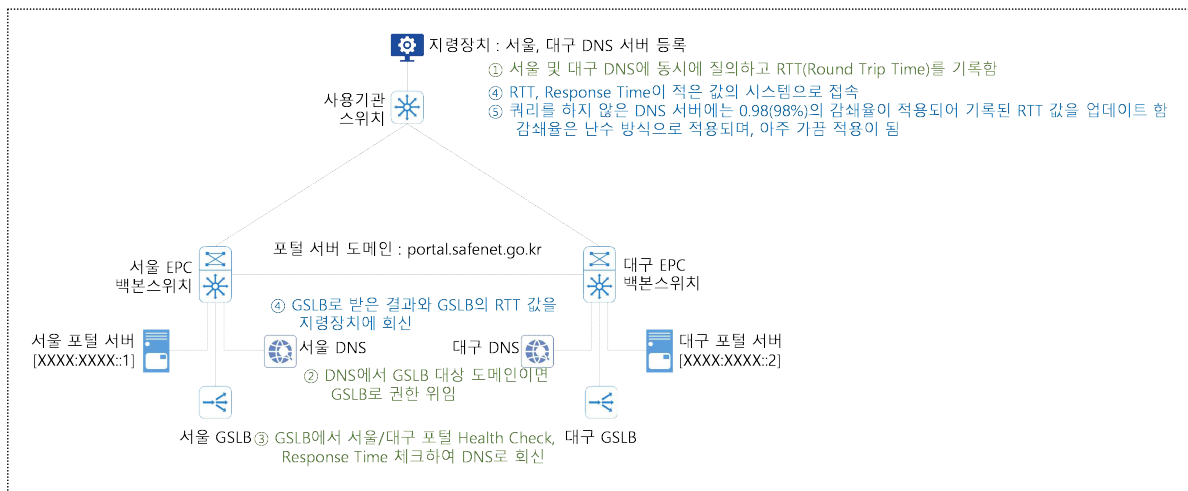 지령장치 : 서울, 대구 DNS 서버 등록
① 서울 및 대구 DNS에 동시에 질의하고 RTT(Round Trip Time)를 기록함
④ RTT, Response Time이 적은 값의 시스템으로 접속
⑤ 쿼리를 하지 않은 DNS 서버에는 0.98(98%)의 감쇄율이 적용되어 기록된 RTT 값을 업데이트 함
감쇄율은 난수 방식으로 적용되며, 아주 가끔 적용이 됨
사용기관
스위치
포털 서버 도메인 : portal.safenet.go.kr
서울 EPC
백본스위치
대구 EPC
백본스위치
④ GSLB로 받은 결과와 GSLB의 RTT 값을
지령장치에 회신
서울 포털 서버
[XXXX:XXXX::1]
서울 DNS
대구 DNS
대구 포털 서버
[XXXX:XXXX::2]
② DNS에서 GSLB 대상 도메인이면
GSLB로 권한 위임
서울 GSLB
③ GSLB에서 서울/대구 포털 Health Check,
Response Time 체크하여 DNS로 회신
대구 GSLB